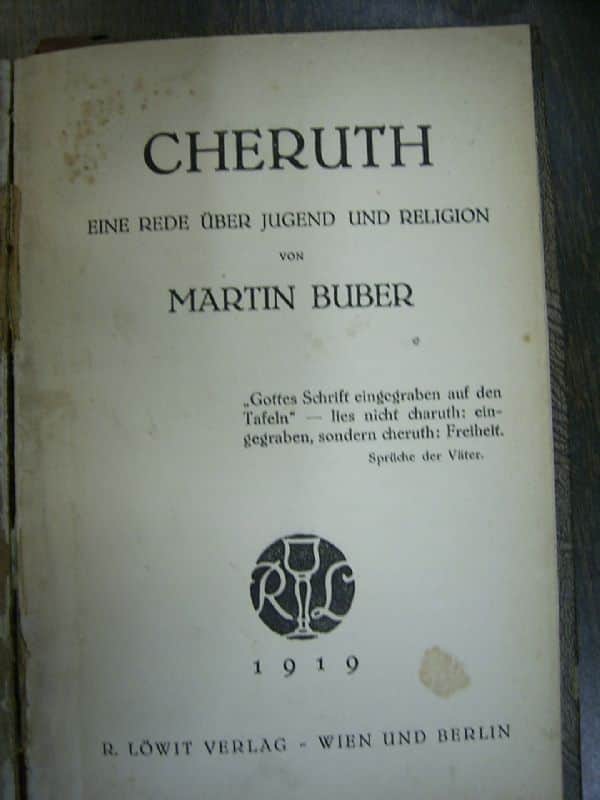 CHERUTH
EINE REDE ÜBER JUGEND UND RELIGION
VON
MARTIN BUBER
„Gottes Schrift eingegraben auf den
Tafeln“ — lies nicht charuth: ein-
gegraben, sondern cheruth: Freiheit.
Sprüche der Väter.
R L
1919
R. LÖWIT VERLAG - WIEN UND BERLIN